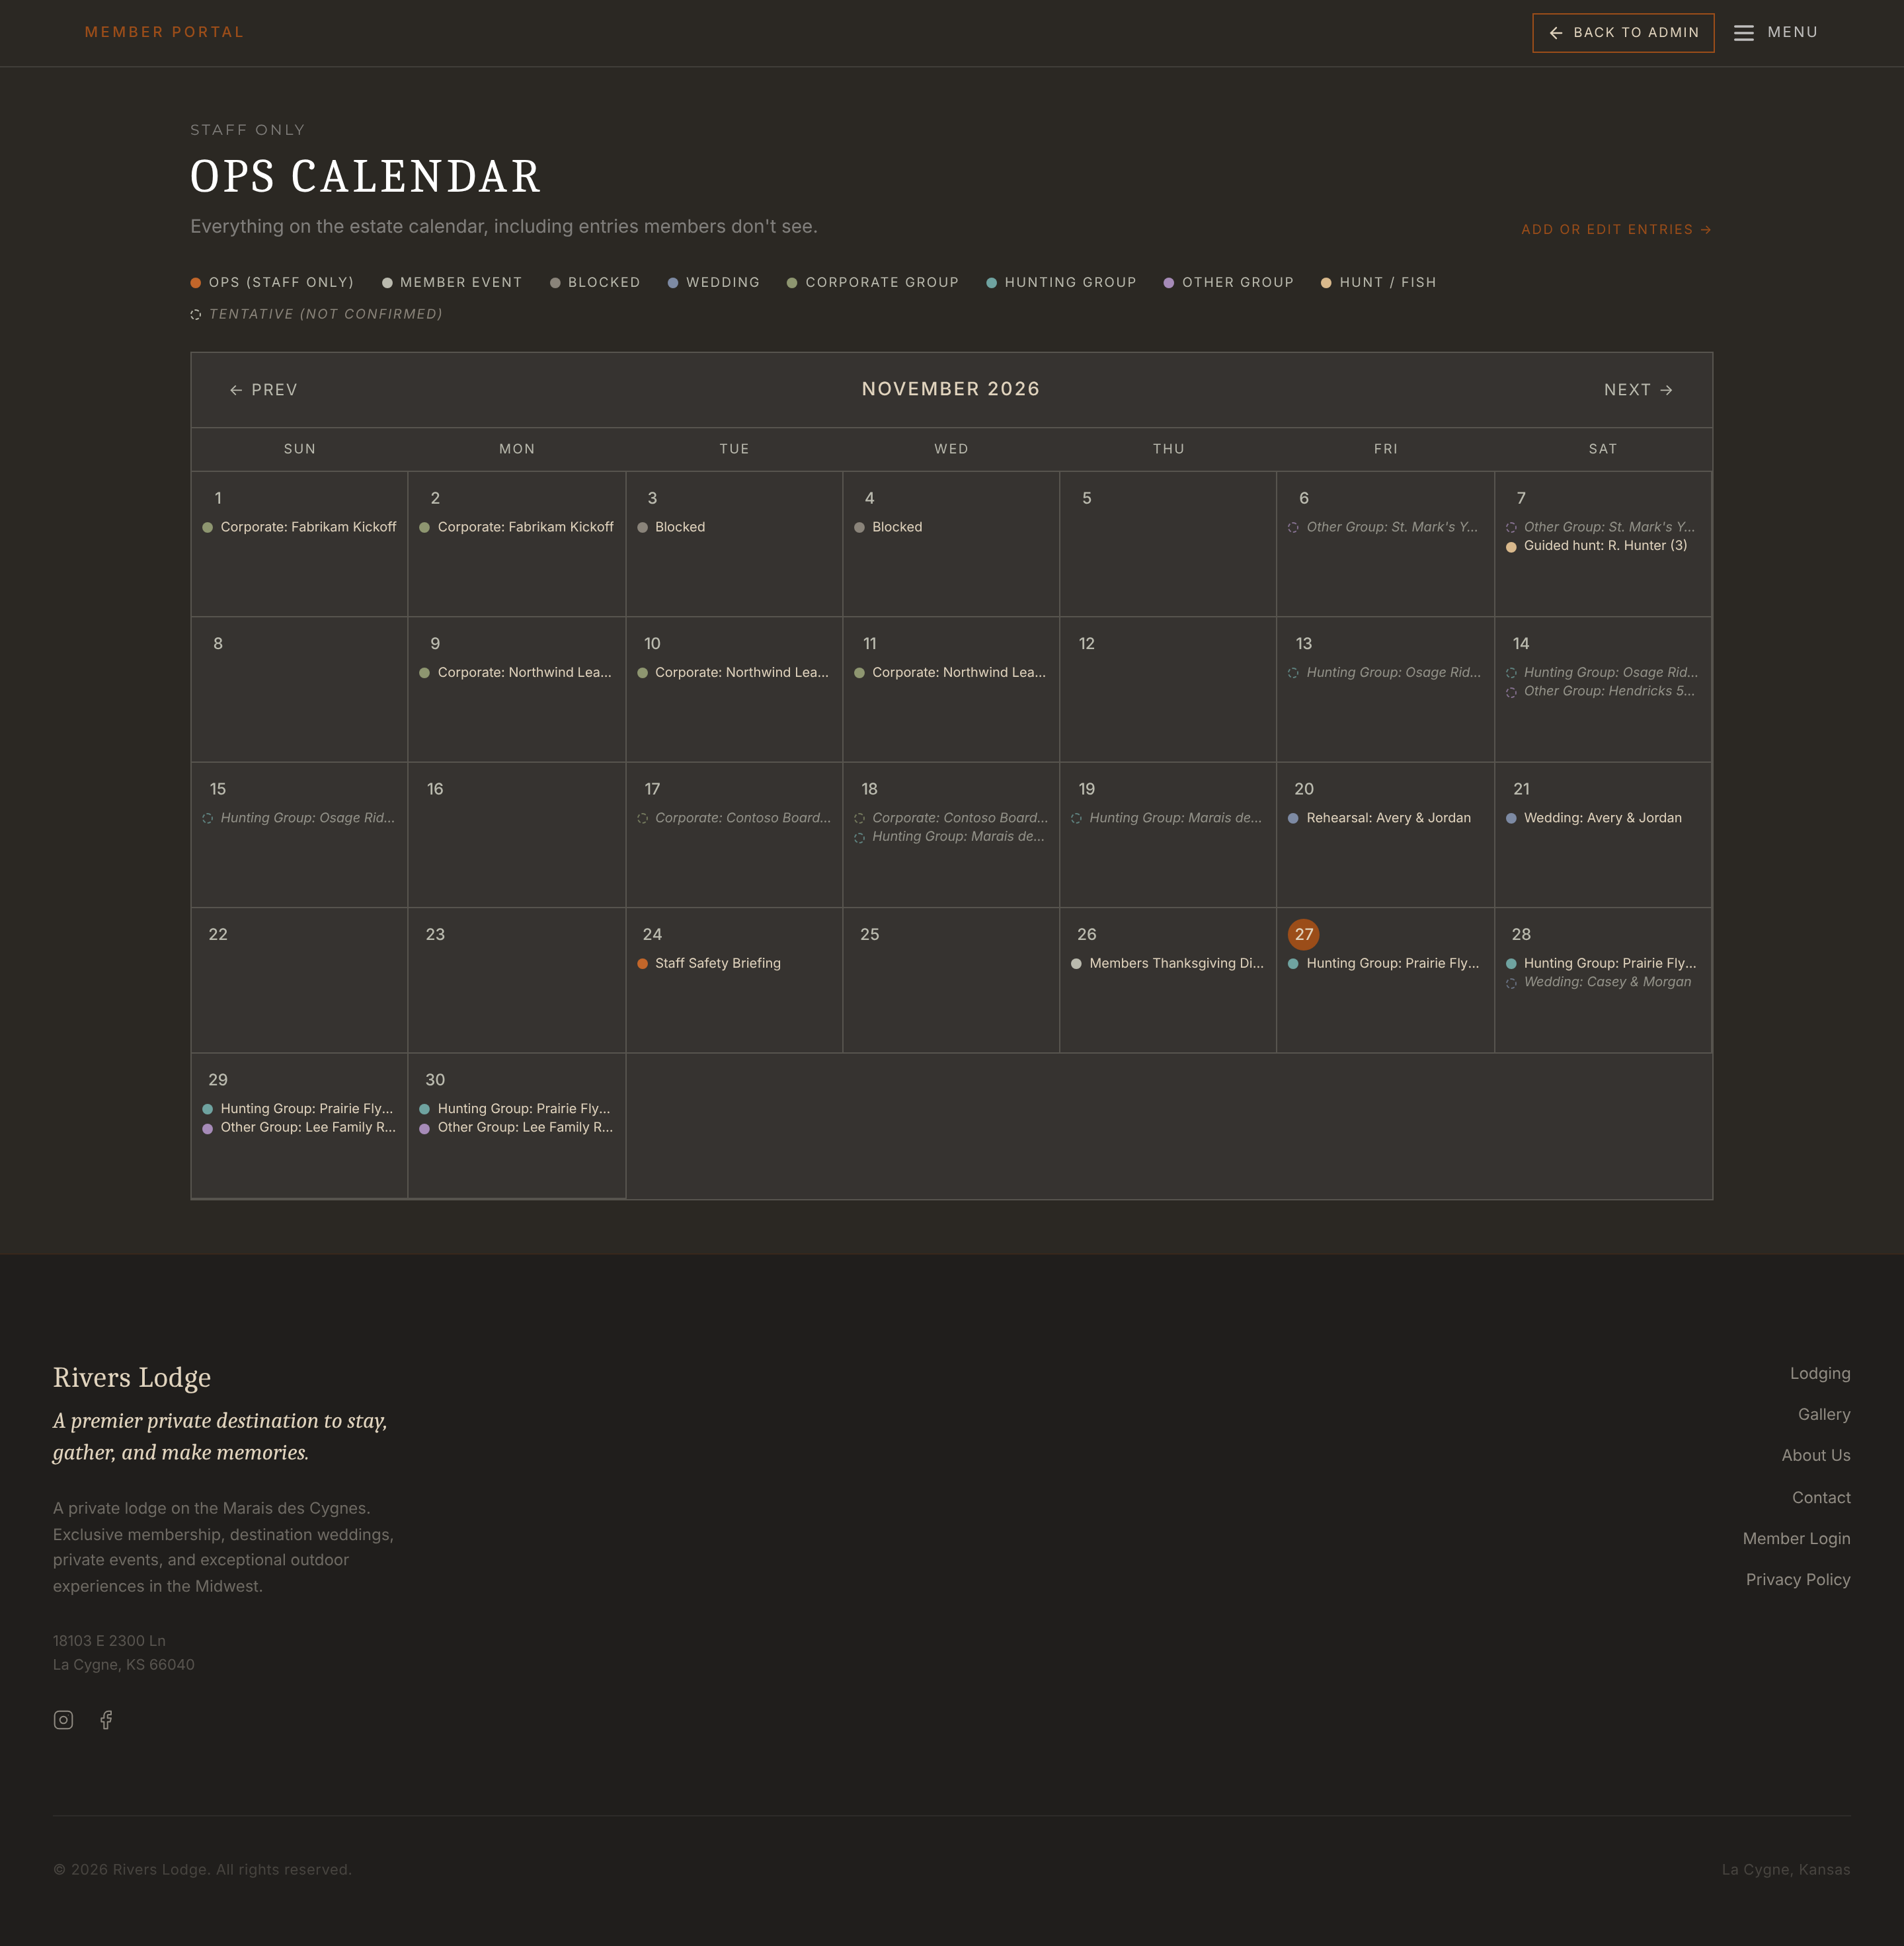 MEMBER PORTAL
← BACK TO ADMIN
MENU
STAFF ONLY
OPS CALENDAR
Everything on the estate calendar, including entries members don't see.
ADD OR EDIT ENTRIES →
OPS (STAFF ONLY) MEMBER EVENT BLOCKED WEDDING CORPORATE GROUP HUNTING GROUP OTHER GROUP HUNT / FISH
TENTATIVE (NOT CONFIRMED)
← PREV NOVEMBER 2026 NEXT →
SUN MON TUE WED THU FRI SAT
1
Corporate: Fabrikam Kickoff
2
Corporate: Fabrikam Kickoff
3
Blocked
4
Blocked
5
6
Other Group: St. Mark's Y...
7
Other Group: St. Mark's Y...
Guided hunt: R. Hunter (3)
8
9
Corporate: Northwind Lea...
10
Corporate: Northwind Lea...
11
Corporate: Northwind Lea...
12
13
Hunting Group: Osage Rid...
14
Hunting Group: Osage Rid...
Other Group: Hendricks 5...
15
Hunting Group: Osage Rid...
16
17
Corporate: Contoso Board...
18
Corporate: Contoso Board...
Hunting Group: Marais de...
19
Hunting Group: Marais de...
20
Rehearsal: Avery & Jordan
21
Wedding: Avery & Jordan
22
23
24
Staff Safety Briefing
25
26
Members Thanksgiving Di...
27
Hunting Group: Prairie Fly...
28
Hunting Group: Prairie Fly...
Wedding: Casey & Morgan
29
Hunting Group: Prairie Fly...
Other Group: Lee Family R...
30
Hunting Group: Prairie Fly...
Other Group: Lee Family R...
Rivers Lodge
A premier private destination to stay,
gather, and make memories.
A private lodge on the Marais des Cygnes.
Exclusive membership, destination weddings,
private events, and exceptional outdoor
experiences in the Midwest.
18103 E 2300 Ln
La Cygne, KS 66040
Lodging
Gallery
About Us
Contact
Member Login
Privacy Policy
© 2026 Rivers Lodge. All rights reserved.
La Cygne, Kansas